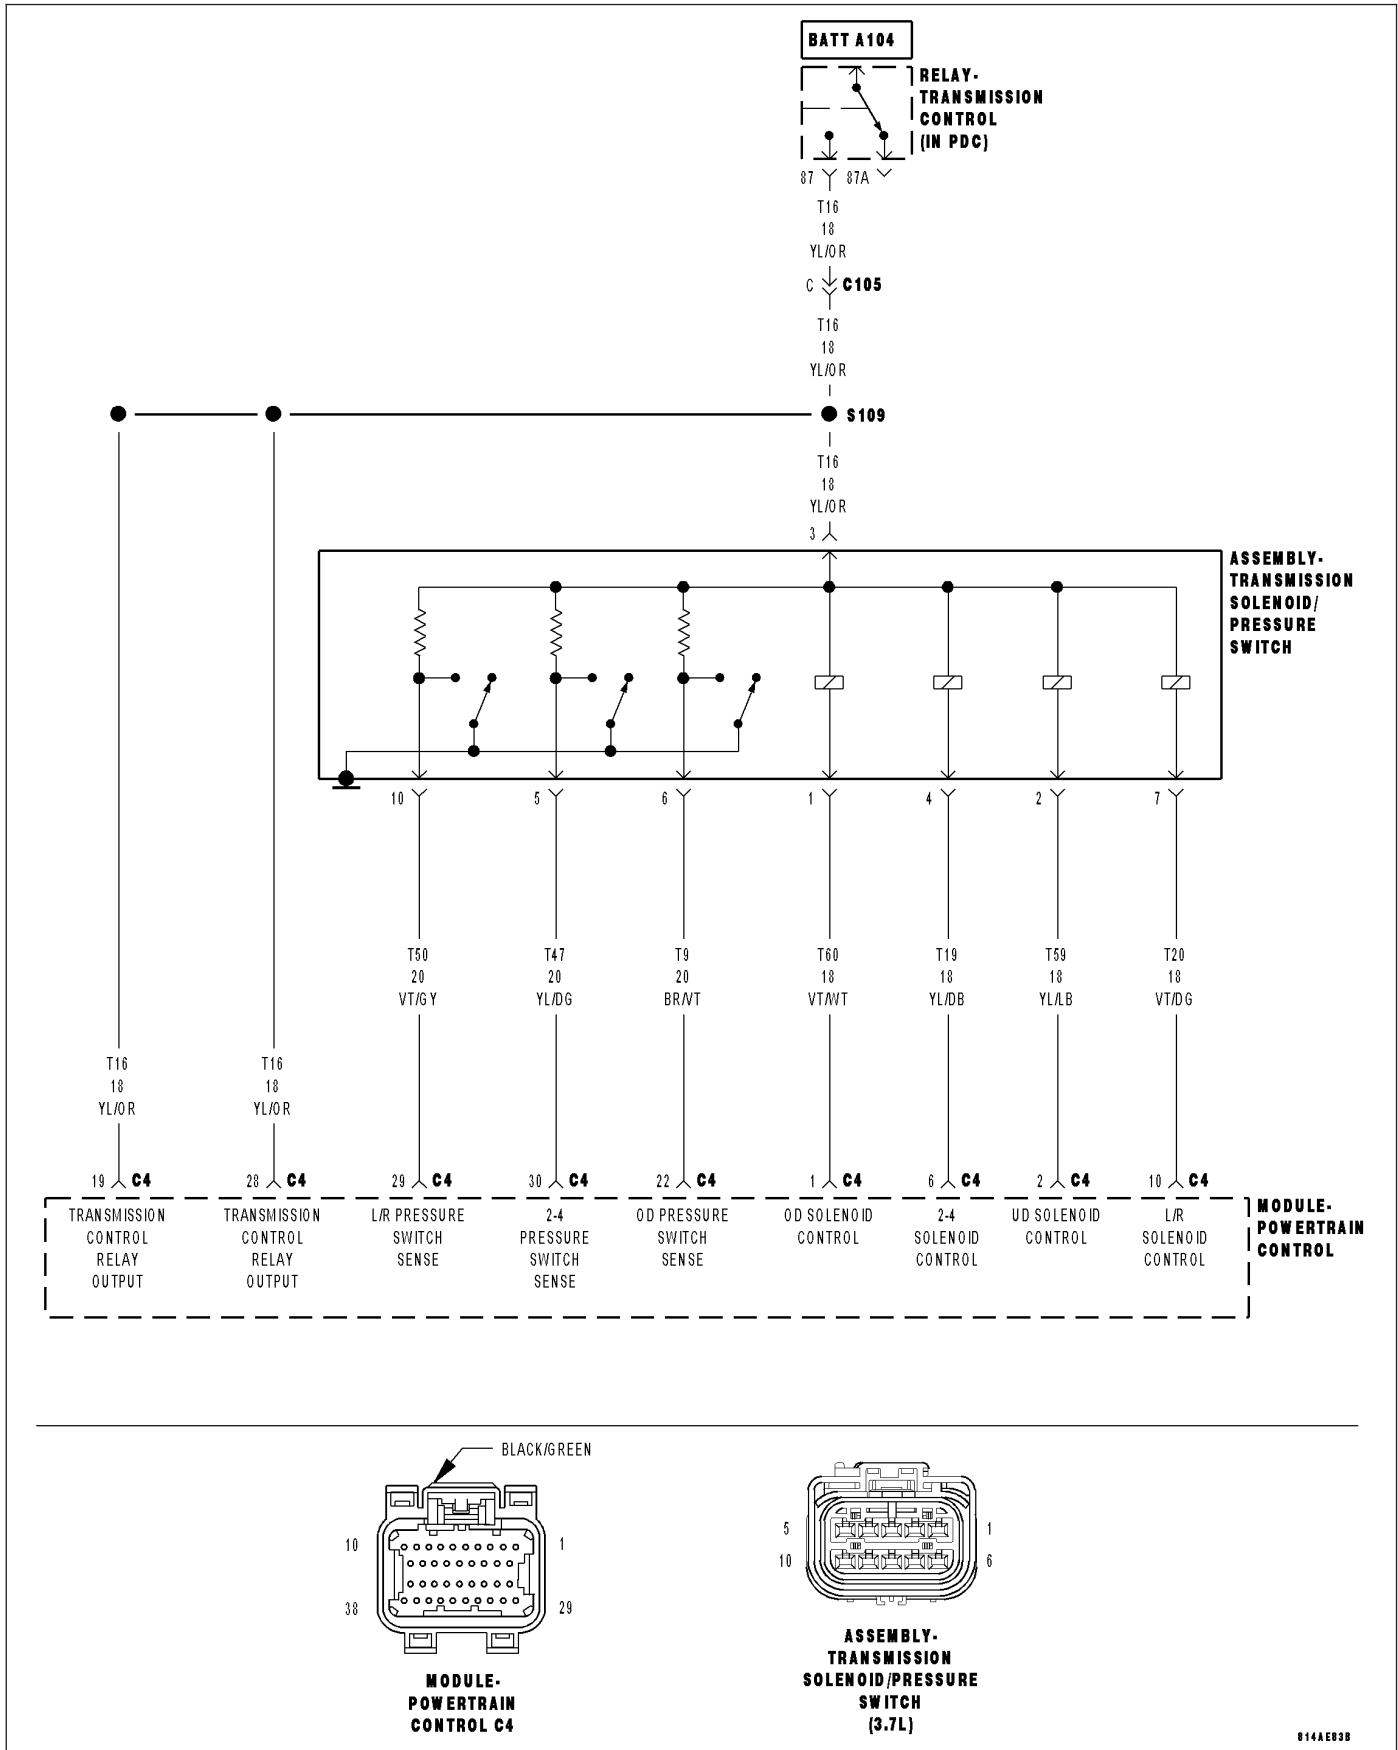 BATT A104
RELAY-
TRANSMISSION
CONTROL
(IN PDC)
87 87A
T16
18
YL/OR
C C105
T16
18
YL/OR
S109
T16
18
YL/OR
3
ASSEMBLY-
TRANSMISSION
SOLENOID/
PRESSURE
SWITCH
10 5 6 1 4 2 7
T50 T47 T9 T60 T19 T59 T20
20 20 20 18 18 18 18
VT/GY YL/DG BR/VT VT/WT YL/DB YL/LB VT/DG
T16 T16
18 18
YL/OR YL/OR
19 C4 28 C4 29 C4 30 C4 22 C4 1 C4 6 C4 2 C4 10 C4
TRANSMISSION
CONTROL
RELAY
OUTPUT
TRANSMISSION
CONTROL
RELAY
OUTPUT
L/R PRESSURE
SWITCH
SENSE
2-4
PRESSURE
SWITCH
SENSE
OD PRESSURE
SWITCH
SENSE
OD SOLENOID
CONTROL
2-4
SOLENOID
CONTROL
UD SOLENOID
CONTROL
L/R
SOLENOID
CONTROL
MODULE-
POWERTRAIN
CONTROL
BLACK/GREEN
10 1
38 29
MODULE-
POWERTRAIN
CONTROL C4
5 1
10 6
ASSEMBLY-
TRANSMISSION
SOLENOID/PRESSURE
SWITCH
(3.7L)
814AE83B